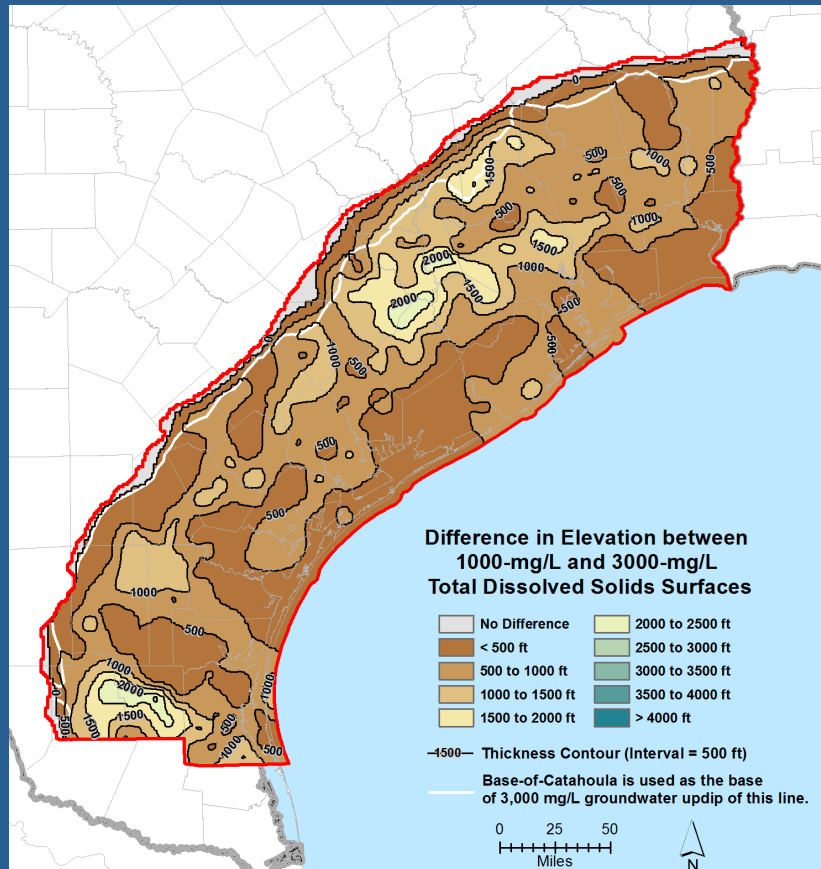 0
1500
500
1000
500
500
500
1000
1500
1000
2000
1500
2000
500
500
0
1000
500
500
500
1000
500
1000
2000
1500
1500
0
500
1000
500
1000
500
Difference in Elevation between
1000-mg/L and 3000-mg/L
Total Dissolved Solids Surfaces
No Difference
< 500 ft
500 to 1000 ft
1000 to 1500 ft
1500 to 2000 ft
2000 to 2500 ft
2500 to 3000 ft
3000 to 3500 ft
3500 to 4000 ft
> 4000 ft
1500 Thickness Contour (Interval = 500 ft)
Base-of-Catahoula is used as the base
of 3,000 mg/L groundwater updip of this line.
0 25 50
Miles
N